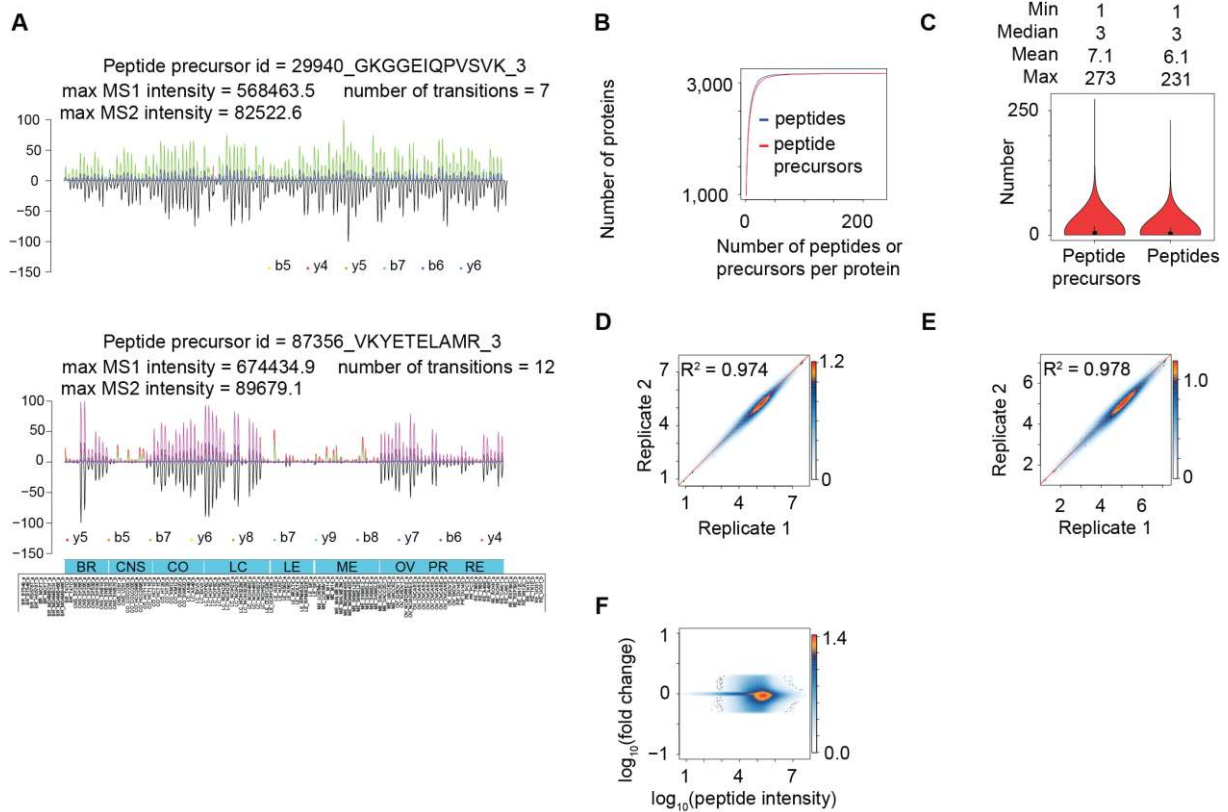 A
Peptide precursor id = 29940_GKGGEIQPVSVK_3
max MS1 intensity = 568463.5 number of transitions = 7
max MS2 intensity = 82522.6
100
50
0
−50
−100
−150
b5 y4 y5 b7 b6 y6
Peptide precursor id = 87356_VKYETELAMR_3
max MS1 intensity = 674434.9 number of transitions = 12
max MS2 intensity = 89679.1
100
50
0
−50
−100
−150
y5 b5 b7 y6 y8 b7 y9 b8 y7 b6 y4
BR CNS CO LC LE ME OV PR RE
B
Number of proteins
3,000
1,000
peptides
peptide
precursors
0 200
Number of peptides or
precursors per protein
C
Min 1 1
Median 3 3
Mean 7.1 6.1
Max 273 231
Number
250
0
Peptide
precursors
Peptides
D
R² = 0.974
Replicate 2
7
4
1
1 4 7
Replicate 1
1.2
0
E
R² = 0.978
Replicate 2
6
4
2
2 4 6
Replicate 1
1.0
0
F
log₁₀(fold change)
1
0
−1
1 4 7
log₁₀(peptide intensity)
1.4
0.0